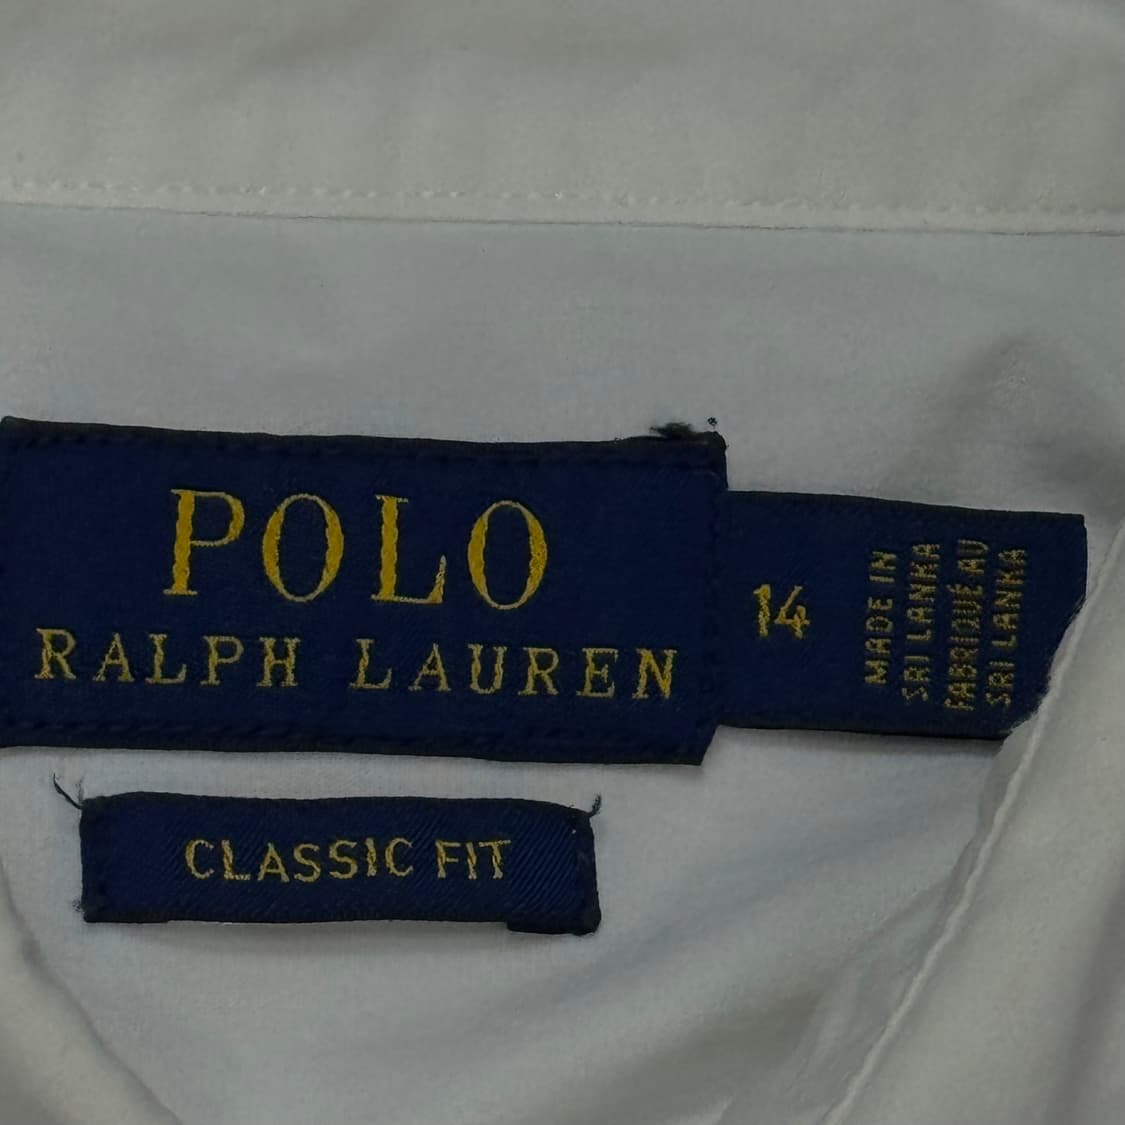 POLO
RALPH LAUREN
14
MADE IN
SRI LANKA
FABRIQUÉ AU
SRI LANKA
CLASSIC FIT